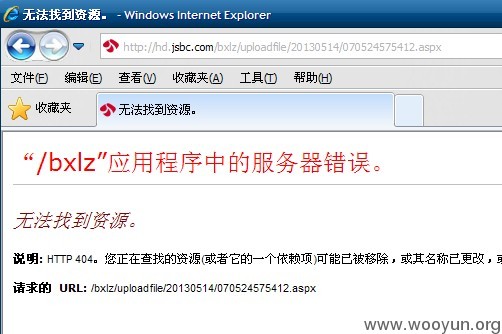 无法找到资源。 - Windows Internet Explorer
http://hd.jsbc.com/bxlz/uploadfile/20130514/070524575412.aspx
文件(F) 编辑(E) 查看(V) 收藏夹(A) 工具(T) 帮助(H)
收藏夹 无法找到资源。
“/bxlz”应用程序中的服务器错误。
无法找到资源。
说明: HTTP 404。您正在查找的资源(或者它的一个依赖项)可能已被移除，或其名称已更改，或
请求的 URL: /bxlz/uploadfile/20130514/070524575412.aspx
www.wooyun.org